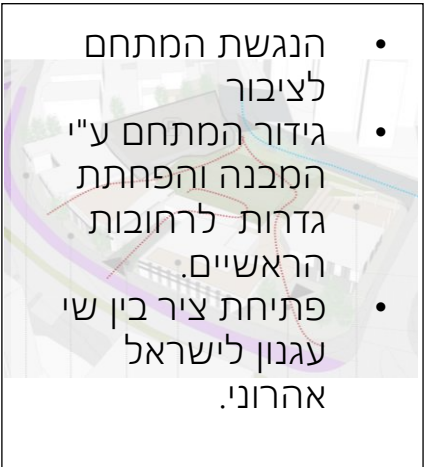 • הנגשת המתחם
לציבור
• גידור המתחם ע"י
המבנה והפחתת
גדרות לרחובות
הראשיים.
• פתיחת ציר בין שי
עגנון לישראל
אהרוני.